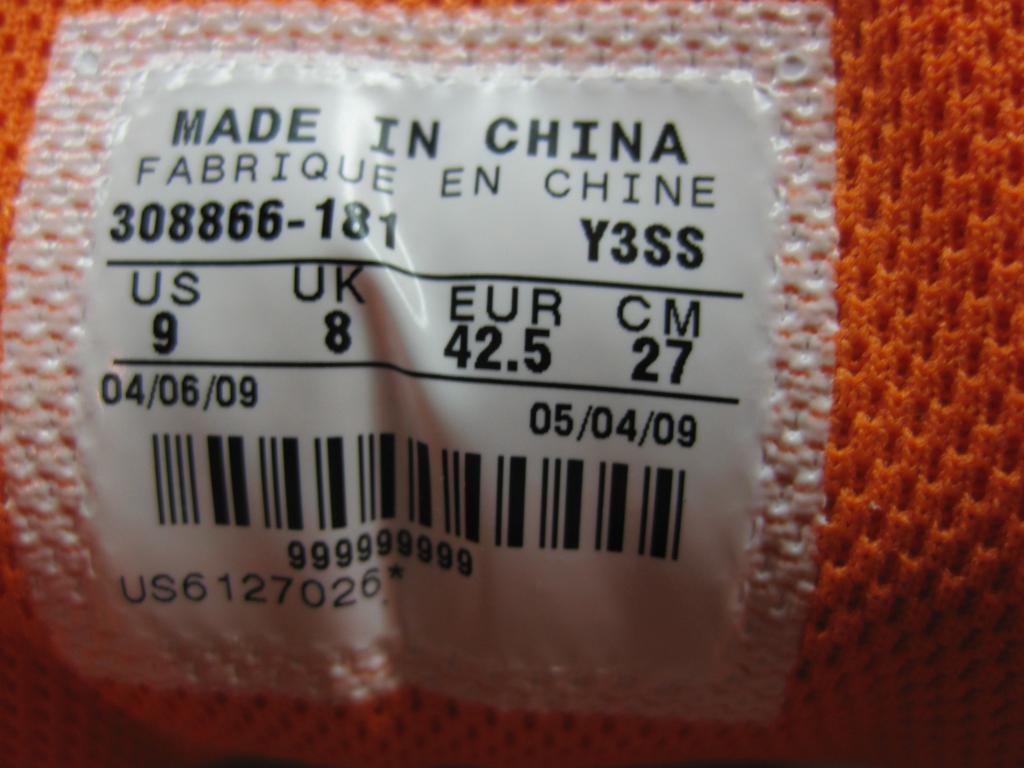 MADE IN CHINA
FABRIQUE EN CHINE
308866-181 Y3SS
US UK EUR CM
9 8 42.5 27
04/06/09 05/04/09
999999999
US6127026*